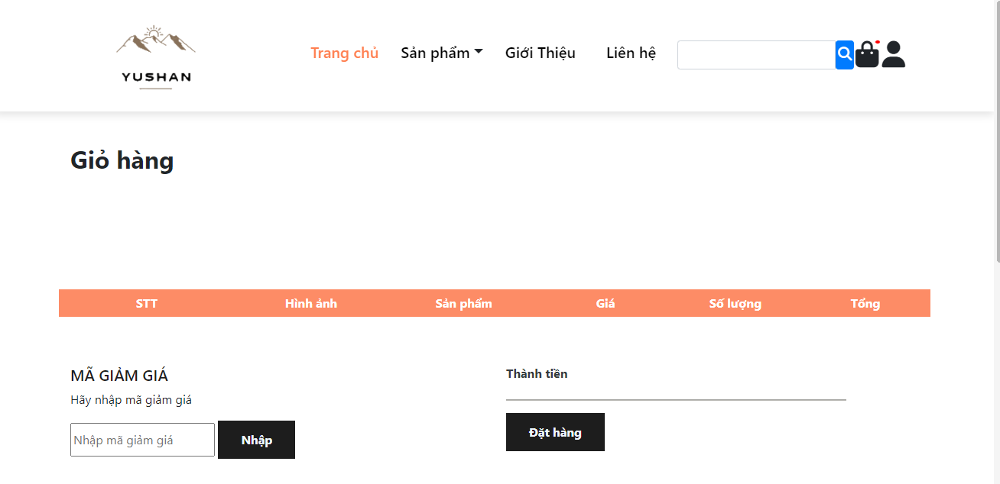 YUSHAN
Trang chủ Sản phẩm Giới Thiệu Liên hệ
Giỏ hàng
STT Hình ảnh Sản phẩm Giá Số lượng Tổng
MÃ GIẢM GIÁ
Hãy nhập mã giảm giá
Nhập mã giảm giá Nhập
Thành tiền
Đặt hàng